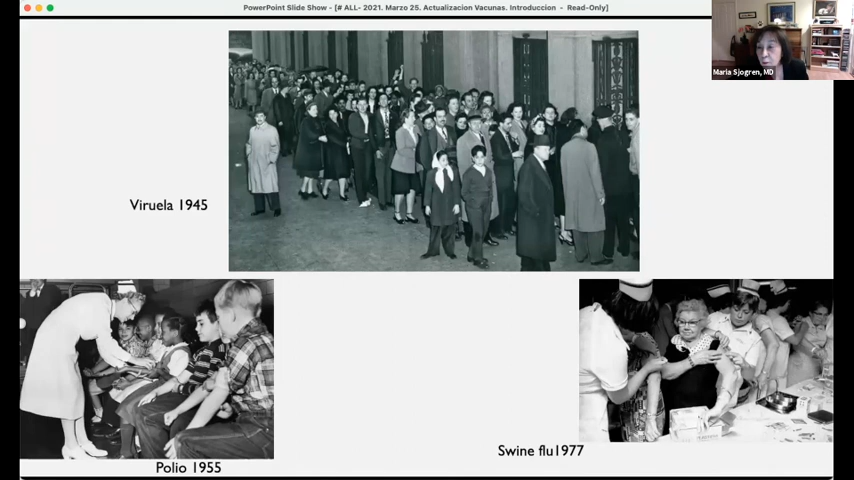 PowerPoint Slide Show - [# ALL- 2021. Marzo 25. Actualizacion Vacunas. Introduccion - Read-Only]
Maria Sjogren, MD
Viruela 1945
Swine flu1977
Polio 1955